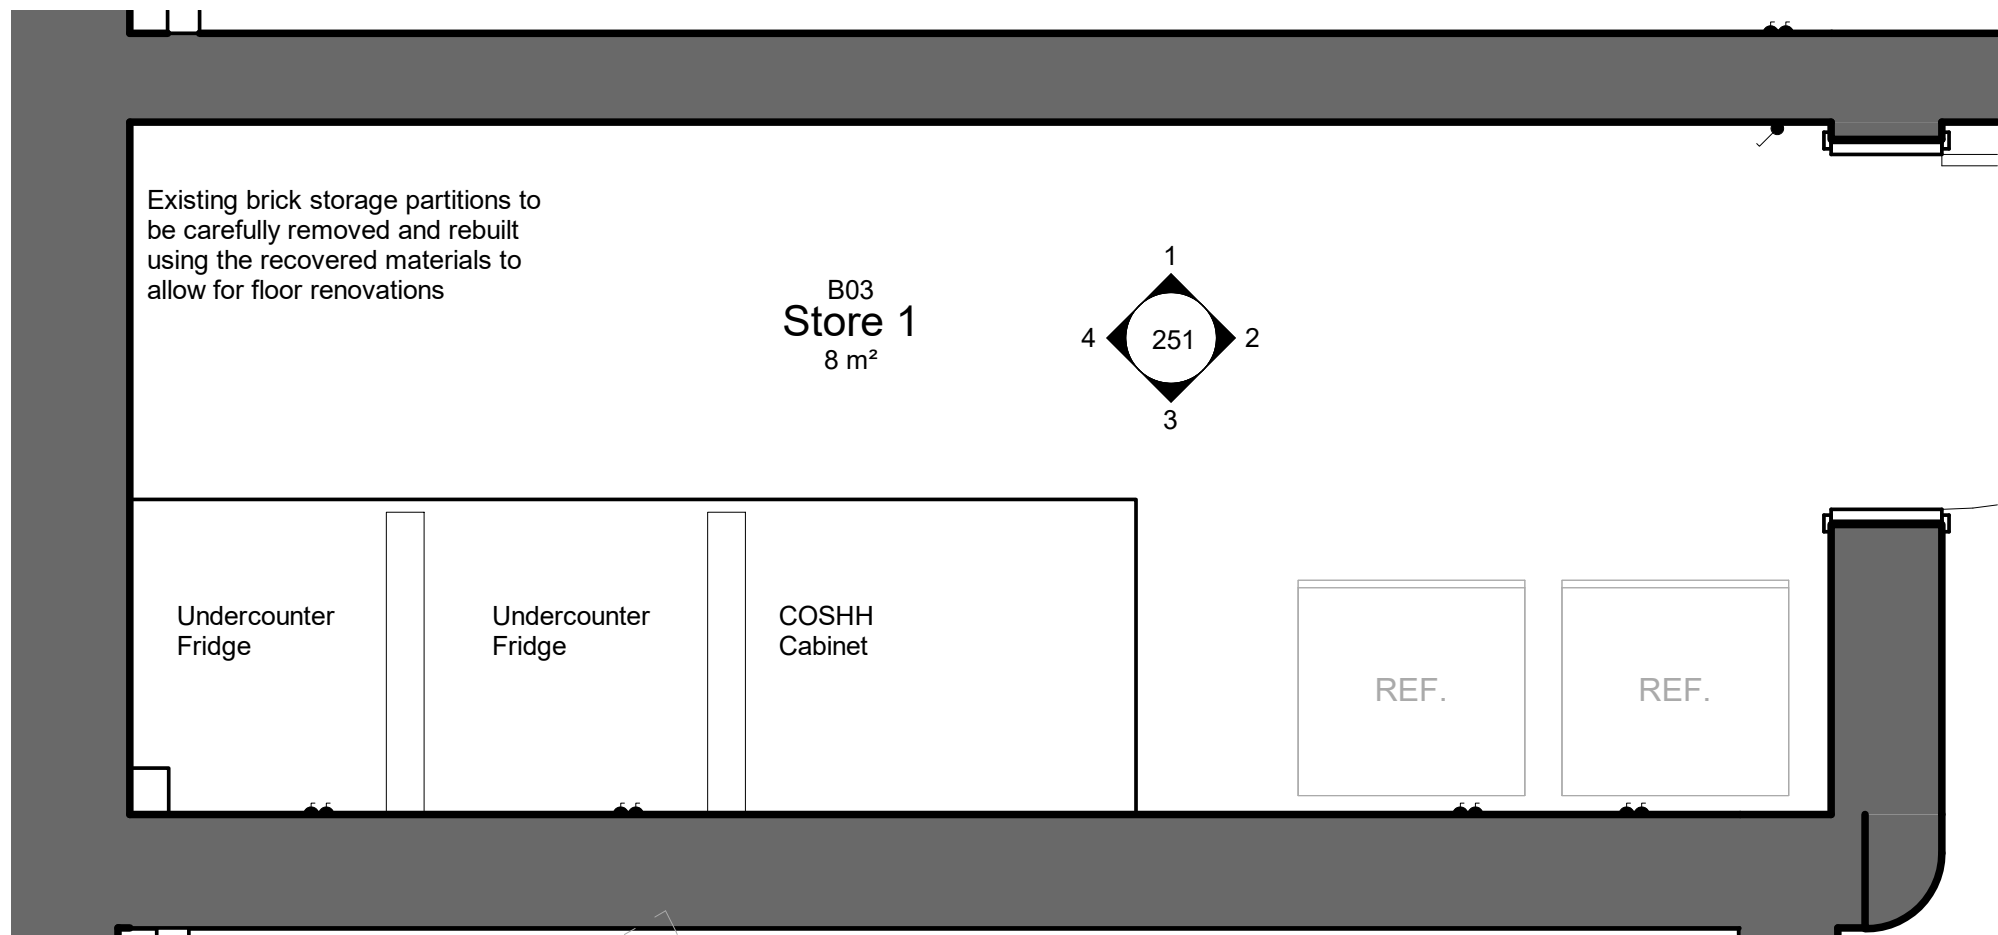 Existing brick storage partitions to
be carefully removed and rebuilt
using the recovered materials to
allow for floor renovations
B03
Store 1
8 m²
1
4
251
2
3
Undercounter
Fridge
Undercounter
Fridge
COSHH
Cabinet
REF.
REF.